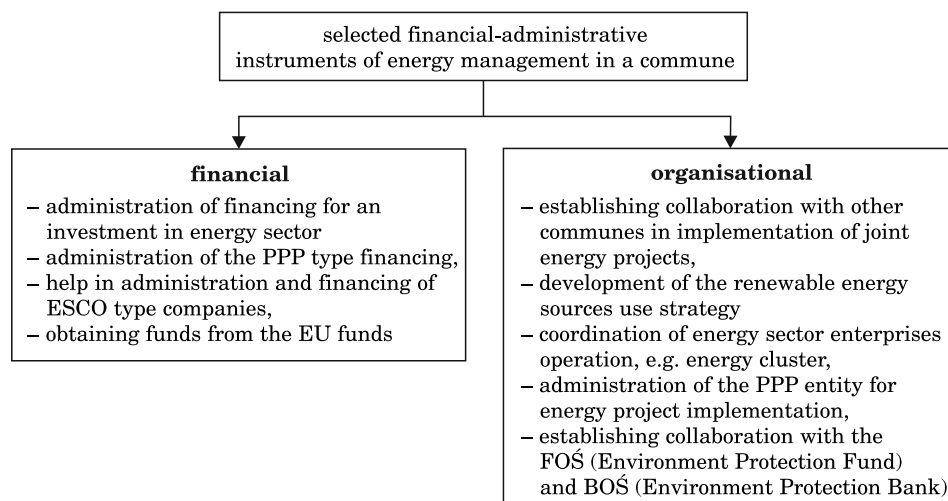 selected financial-administrative
instruments of energy management in a commune
financial
– administration of financing for an
investment in energy sector
– administration of the PPP type financing,
– help in administration and financing of
ESCO type companies,
– obtaining funds from the EU funds
organisational
– establishing collaboration with other
communes in implementation of joint
energy projects,
– development of the renewable energy
sources use strategy
– coordination of energy sector enterprises
operation, e.g. energy cluster,
– administration of the PPP entity for
energy project implementation,
– establishing collaboration with the
FOŚ (Environment Protection Fund)
and BOŚ (Environment Protection Bank)